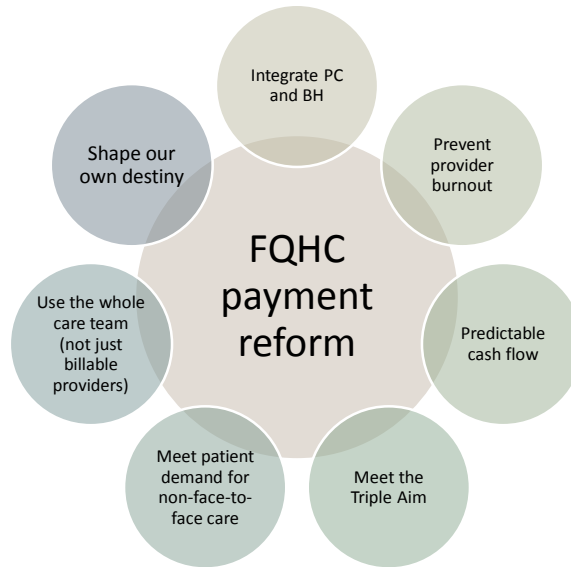 Integrate PC
and BH
Prevent
provider
burnout
Predictable
cash flow
Meet the
Triple Aim
Meet patient
demand for
non-face-to-
face care
Use the whole
care team
(not just
billable
providers)
Shape our
own destiny
FQHC
payment
reform